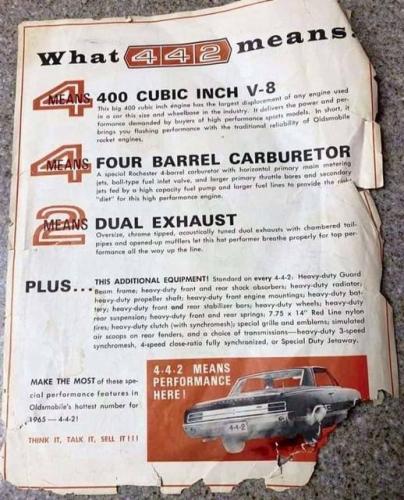 What 442 means:
4 MEANS 400 CUBIC INCH V-8
This big 400 cubic inch engine has the largest displacement of any engine used
in a car this size and wheelbase in the industry. It delivers the power and per-
formance demanded by buyers of high performance sports models. In short, it
brings you flashing performance with the traditional reliability of Oldsmobile
rocket engines.
4 MEANS FOUR BARREL CARBURETOR
A special Rochester 4-barrel carburetor with horizontal primary main metering
jets, ball-type fuel inlet valve, and larger primary throttle bores and secondary
jets fed by a high capacity fuel pump and larger fuel lines to provide the
"diet" for this high performance engine.
2 MEANS DUAL EXHAUST
Oversize, chrome tipped, acoustically tuned dual exhausts with chambered tail-
pipes and opened-up mufflers let this hot performer breathe properly for top per-
formance all the way up the line.
PLUS... THIS ADDITIONAL EQUIPMENT! Standard on every 4-4-2: Heavy-duty Guard
Beam frame; heavy-duty front and rear shock absorbers; heavy-duty radiator;
heavy-duty propeller shaft; heavy-duty front engine mountings; heavy-duty bat-
tery; heavy-duty front and rear stabilizer bars; heavy-duty wheels; heavy-duty
rear suspension; heavy-duty front and rear springs; 7.75 x 14" Red Line nylon
tires; heavy-duty clutch (with synchromesh); special grille and emblems; simulated
air scoops on rear fenders, and a choice of transmissions—heavy-duty 3-speed
synchromesh, 4-speed close-ratio fully synchronized, or Special Duty Jetaway.
MAKE THE MOST of these spe-
cial performance features in
Oldsmobile's hottest number for
1965 — 4-4-2!
THINK IT, TALK IT, SELL IT!!!
4-4-2 MEANS
PERFORMANCE
HERE!
4-4-2